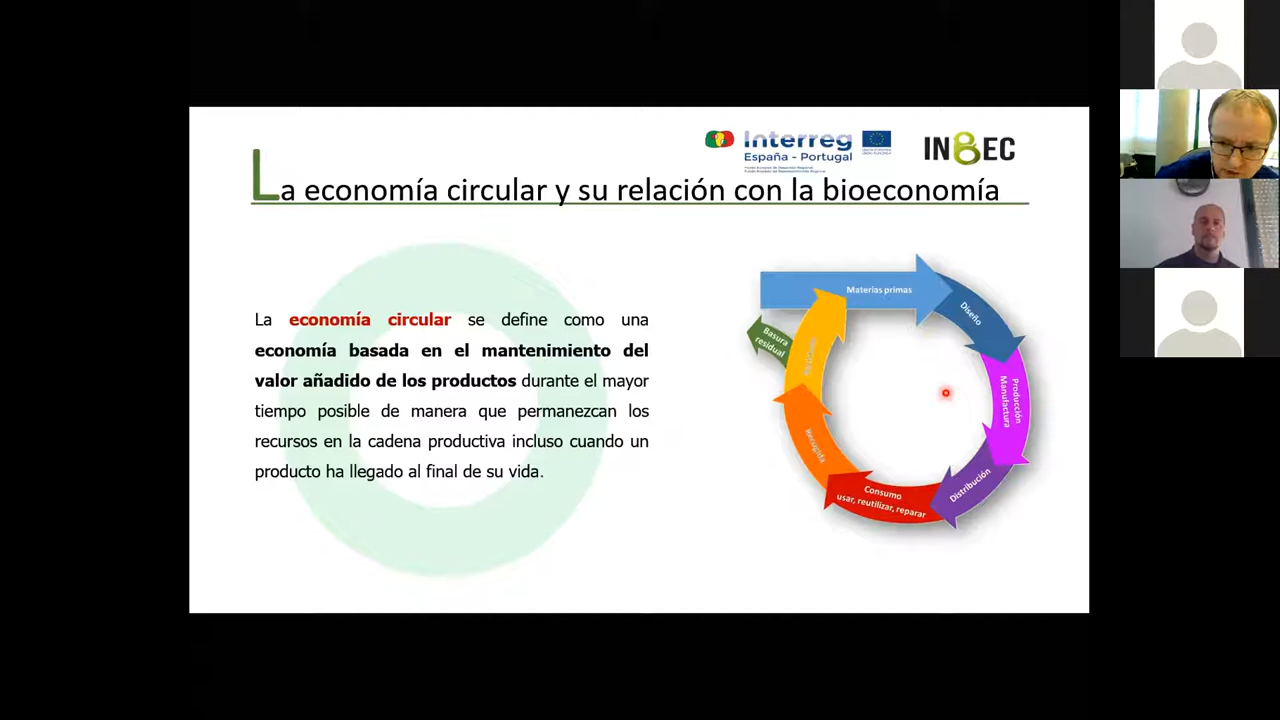 Interreg
España - Portugal
INBEC
La economía circular y su relación con la bioeconomía
La economía circular se define como una
economía basada en el mantenimiento del
valor añadido de los productos durante el mayor
tiempo posible de manera que permanezcan los
recursos en la cadena productiva incluso cuando un
producto ha llegado al final de su vida.
Materias primas
Diseño
Producción
Manufactura
Distribución
Consumo
usar, reutilizar, reparar
Recogida
Basura
residual